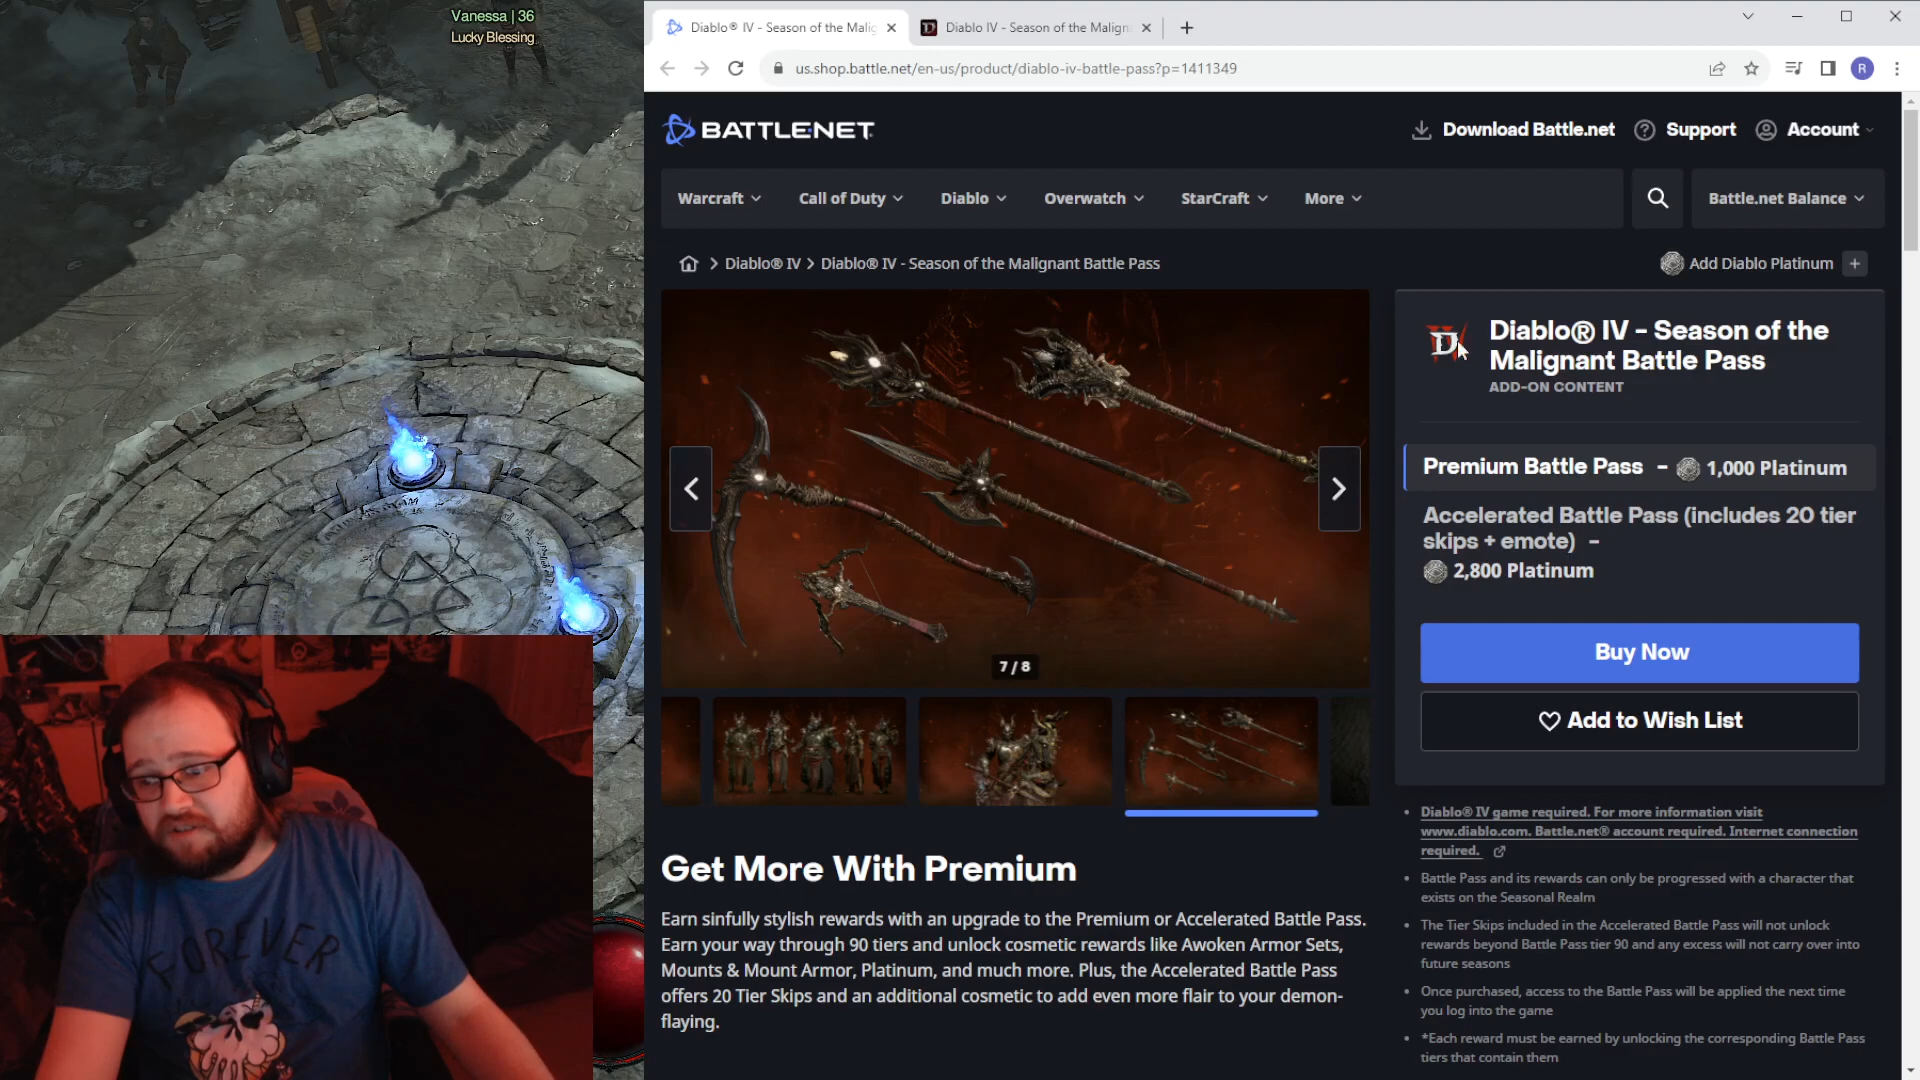 Vanessa | 36
Lucky Blessing
Diablo® IV - Season of the Malig
Diablo IV - Season of the Malign
us.shop.battle.net/en-us/product/diablo-iv-battle-pass?p=1411349
R
BATTLE.NET
Download Battle.net
Support
Account
Warcraft
Call of Duty
Diablo
Overwatch
StarCraft
More
Battle.net Balance
Diablo® IV
Diablo® IV - Season of the Malignant Battle Pass
Add Diablo Platinum
7 / 8
Diablo® IV - Season of the
Malignant Battle Pass
ADD-ON CONTENT
Premium Battle Pass - 1,000 Platinum
Accelerated Battle Pass (includes 20 tier
skips + emote) -
2,800 Platinum
Buy Now
Add to Wish List
Get More With Premium
Earn sinfully stylish rewards with an upgrade to the Premium or Accelerated Battle Pass.
Earn your way through 90 tiers and unlock cosmetic rewards like Awoken Armor Sets,
Mounts & Mount Armor, Platinum, and much more. Plus, the Accelerated Battle Pass
offers 20 Tier Skips and an additional cosmetic to add even more flair to your demon-
flaying.
Diablo® IV game required. For more information visit
www.diablo.com. Battle.net® account required. Internet connection
required.
Battle Pass and its rewards can only be progressed with a character that
exists on the Seasonal Realm
The Tier Skips included in the Accelerated Battle Pass will not unlock
rewards beyond Battle Pass tier 90 and any excess will not carry over into
future seasons
Once purchased, access to the Battle Pass will be applied the next time
you log into the game
*Each reward must be earned by unlocking the corresponding Battle Pass
tiers that contain them
FOREVER